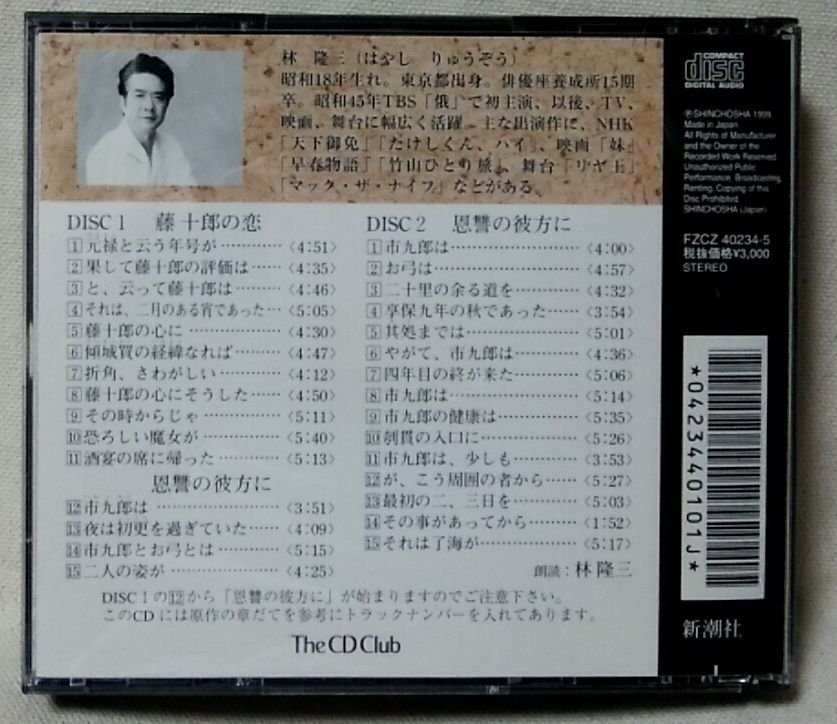 林 隆三（はやし りゅうぞう）
昭和18年生れ。東京都出身。俳優座養成所15期
卒。昭和45年TBS「俄」で初主演、以後、TV、
映画、舞台に幅広く活躍。主な出演作に、NHK
「天下御免」「たけしくん、ハイ」、映画「妹」
「早春物語」「竹山ひとり旅」、舞台「リヤ王」
「マック・ザ・ナイフ」などがある。
DISC 1 藤十郎の恋
1 元禄と云う年号が…………〈4:51〉
2 果して藤十郎の評価は……〈4:35〉
3 と、云って藤十郎は………〈4:46〉
4 それは、二月のある宵であった…〈5:05〉
5 藤十郎の心に………………〈4:30〉
6 傾城買の経緯なれば………〈4:47〉
7 折角、さわがしい…………〈4:12〉
8 藤十郎の心にそうした……〈4:50〉
9 その時からじゃ……………〈5:11〉
10 恐ろしい魔女が……………〈5:40〉
11 酒宴の席に帰った…………〈5:13〉
恩讐の彼方に
12 市九郎は……………………〈3:51〉
13 夜は初更を過ぎていた……〈4:09〉
14 市九郎とお弓とは…………〈5:15〉
15 二人の姿が…………………〈4:25〉
DISC 2 恩讐の彼方に
1 市九郎は……………………〈4:00〉
2 お弓は………………………〈4:57〉
3 二十里の余る道を…………〈4:32〉
4 享保九年の秋であった……〈3:54〉
5 其処までは…………………〈5:01〉
6 やがて、市九郎は…………〈4:36〉
7 四年目の終が来た…………〈5:06〉
8 市九郎は……………………〈5:14〉
9 市九郎の健康は……………〈5:35〉
10 刳貫の入口に………………〈5:26〉
11 市九郎は、少しも…………〈3:53〉
12 が、こう周囲の者から……〈5:27〉
13 最初の二、三日を…………〈5:03〉
14 その事があってから………〈1:52〉
15 それは了海が………………〈5:17〉
朗読：林 隆三
DISC 1の12から「恩讐の彼方に」が始まりますのでご注意下さい。
このCDには原作の章だてを参考にトラックナンバーを入れてあります。
The CD Club
COMPACT
disc
DIGITAL AUDIO
Ⓟ SHINCHOSHA 1999.
Made in Japan
All Rights of Manufacturer
and the Owner of the
Recorded Work Reserved.
Unauthorized Public
Performance, Broadcasting,
Renting, Copying of this
Disc Prohibited.
SHINCHOSHA (Japan)
FZCZ 40234-5
税抜価格¥3,000
STEREO
*0423440101J*
新潮社